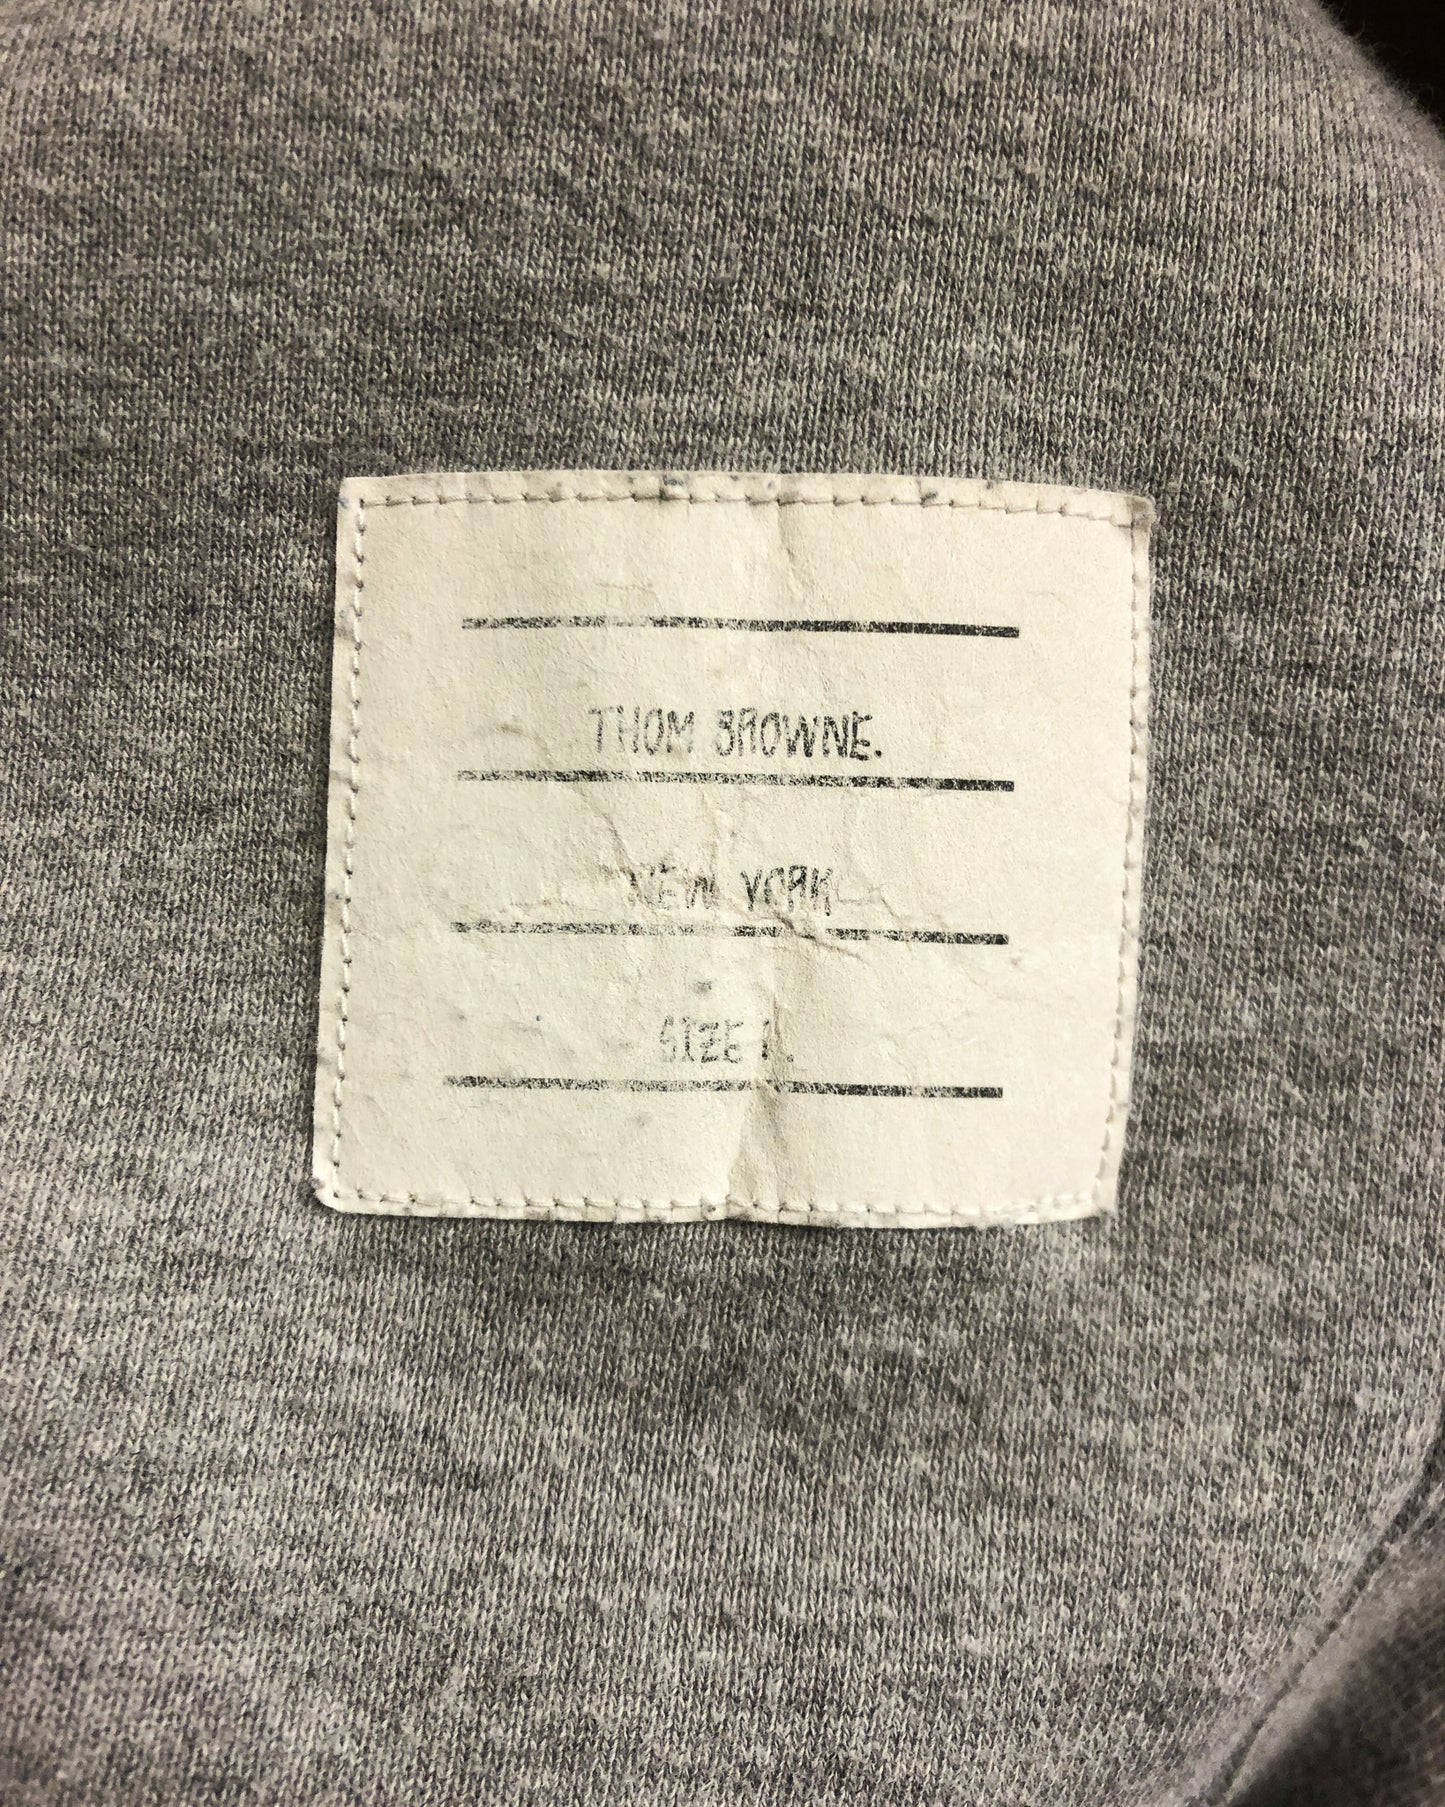 THOM BROWNE.
NEW YORK
SIZE 1.